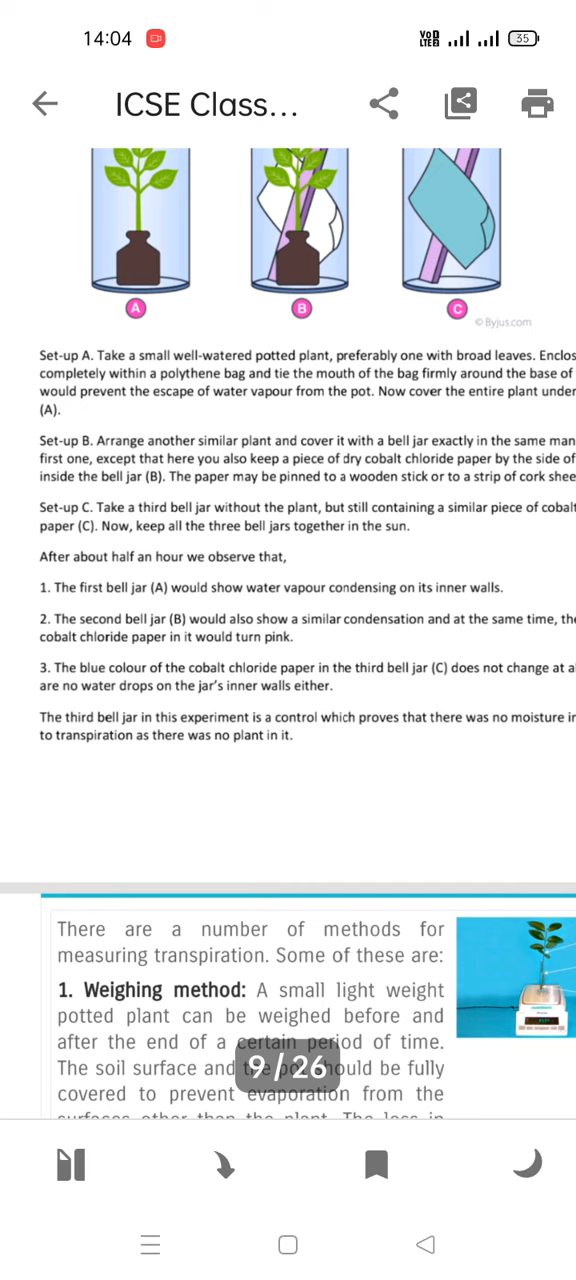 14:04
VoD LTE2
35
ICSE Class...
A
B
C
© Byjus.com
Set-up A. Take a small well-watered potted plant, preferably one with broad leaves. Enclos
completely within a polythene bag and tie the mouth of the bag firmly around the base of
would prevent the escape of water vapour from the pot. Now cover the entire plant under
(A).
Set-up B. Arrange another similar plant and cover it with a bell jar exactly in the same man
first one, except that here you also keep a piece of dry cobalt chloride paper by the side of
inside the bell jar (B). The paper may be pinned to a wooden stick or to a strip of cork shee
Set-up C. Take a third bell jar without the plant, but still containing a similar piece of cobal
paper (C). Now, keep all the three bell jars together in the sun.
After about half an hour we observe that,
1. The first bell jar (A) would show water vapour condensing on its inner walls.
2. The second bell jar (B) would also show a similar condensation and at the same time, the
cobalt chloride paper in it would turn pink.
3. The blue colour of the cobalt chloride paper in the third bell jar (C) does not change at a
are no water drops on the jar's inner walls either.
The third bell jar in this experiment is a control which proves that there was no moisture in
to transpiration as there was no plant in it.
There are a number of methods for
measuring transpiration. Some of these are:
1. Weighing method: A small light weight
potted plant can be weighed before and
after the end of a certain period of time.
The soil surface and should be fully
9 / 26
covered to prevent evaporation from the
surfaces other than the plant. The loss in